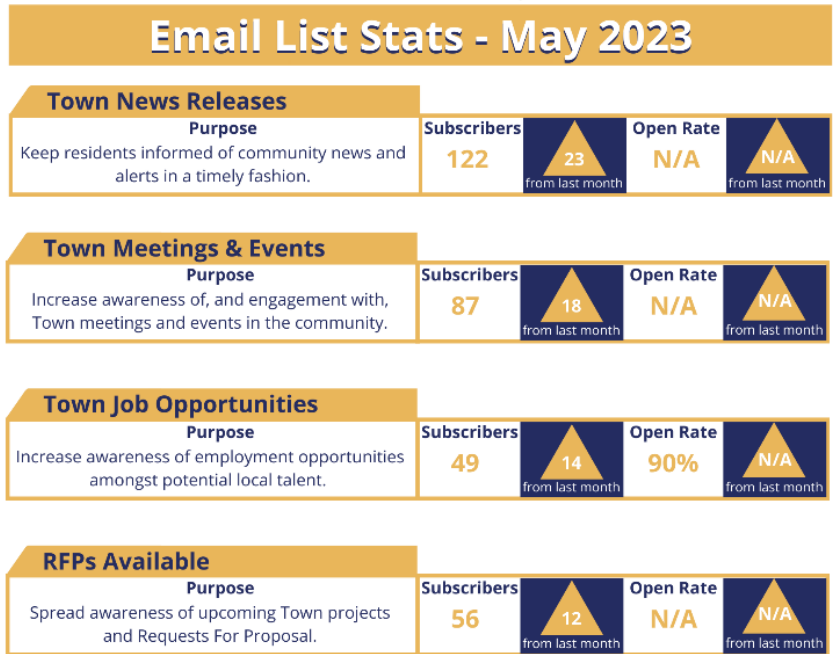 Email List Stats - May 2023
Town News Releases
Purpose
Keep residents informed of community news and
alerts in a timely fashion.
Subscribers
122
23
from last month
Open Rate
N/A
N/A
from last month
Town Meetings & Events
Purpose
Increase awareness of, and engagement with,
Town meetings and events in the community.
Subscribers
87
18
from last month
Open Rate
N/A
N/A
from last month
Town Job Opportunities
Purpose
Increase awareness of employment opportunities
amongst potential local talent.
Subscribers
49
14
from last month
Open Rate
90%
N/A
from last month
RFPs Available
Purpose
Spread awareness of upcoming Town projects
and Requests For Proposal.
Subscribers
56
12
from last month
Open Rate
N/A
N/A
from last month